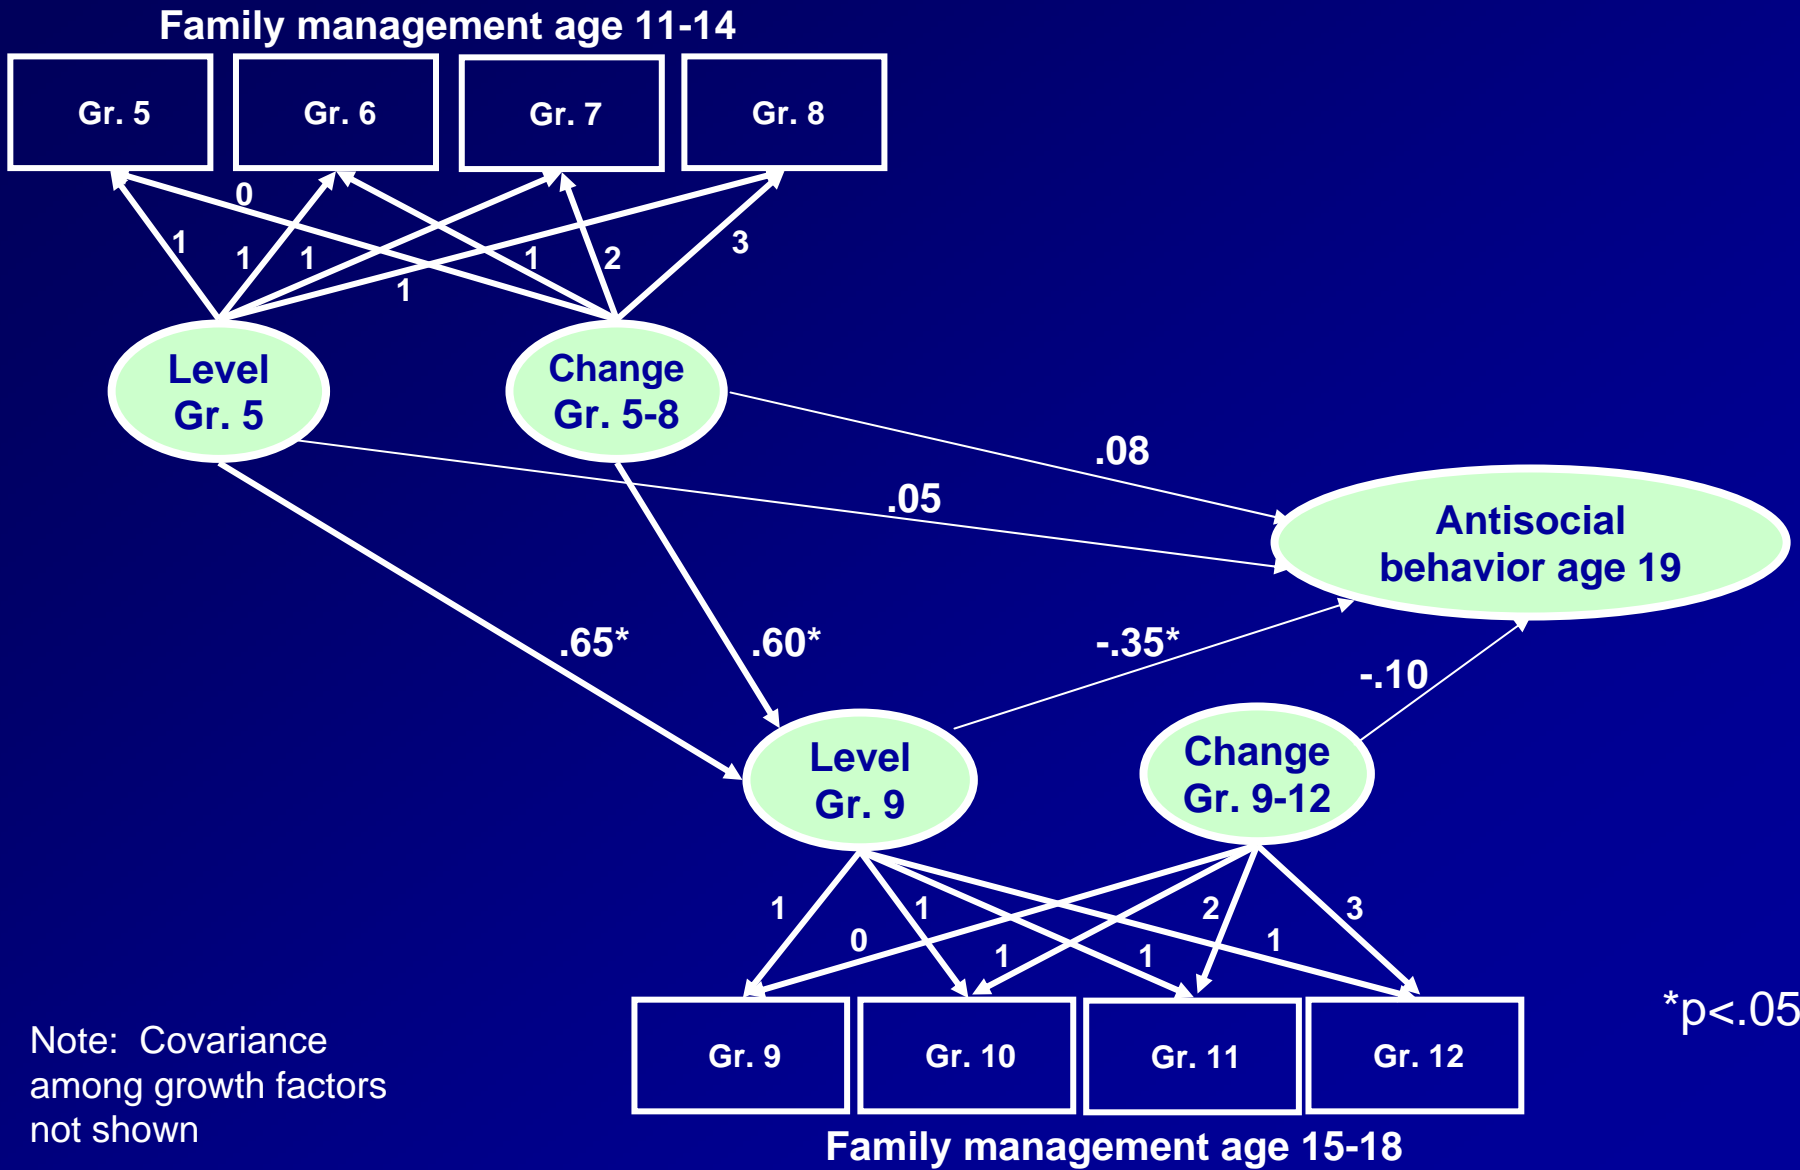 Family management age 11-14
Gr. 5
Gr. 6
Gr. 7
Gr. 8
0
1
1
1
1
1
2
3
Level
Gr. 5
Change
Gr. 5-8
.08
.05
Antisocial
behavior age 19
.65*
.60*
-.35*
-.10
Level
Gr. 9
Change
Gr. 9-12
1
1
2
3
0
1
1
1
Gr. 9
Gr. 10
Gr. 11
Gr. 12
*p<.05
Note: Covariance
among growth factors
not shown
Family management age 15-18